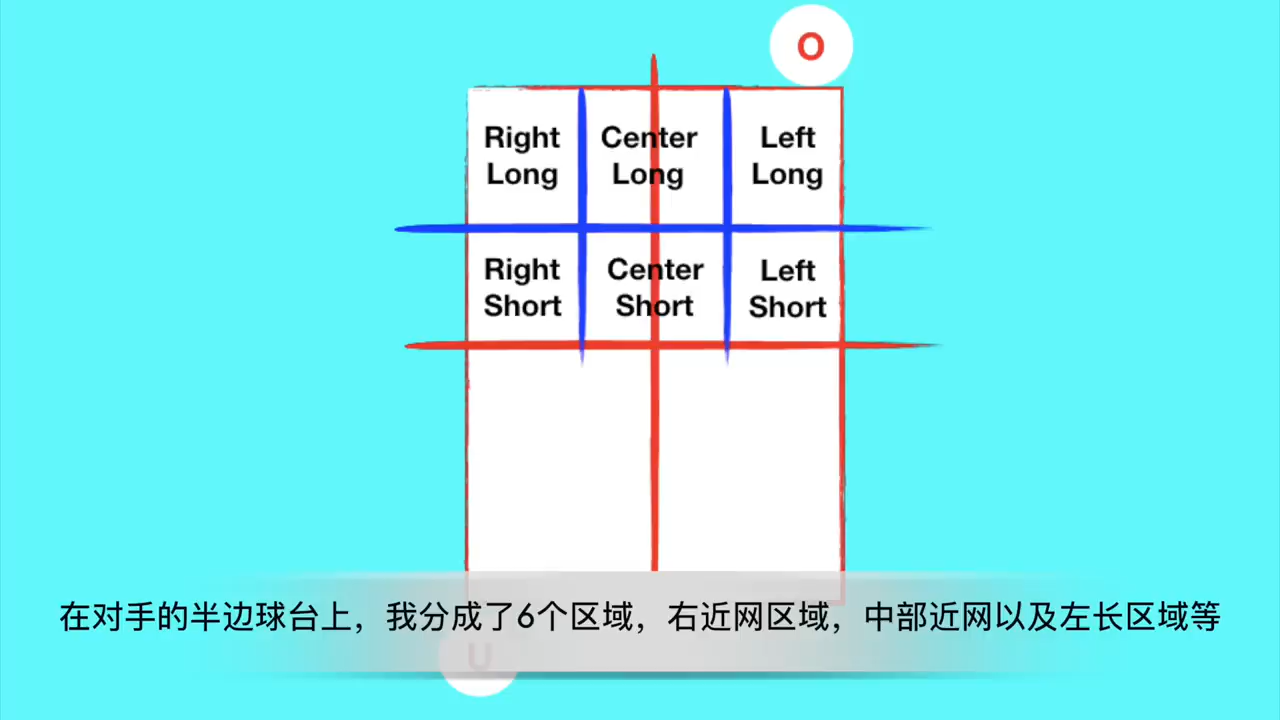 O
Right
Long
Center
Long
Left
Long
Right
Short
Center
Short
Left
Short
在对手的半边球台上，我分成了6个区域，右近网区域，中部近网以及左长区域等
U